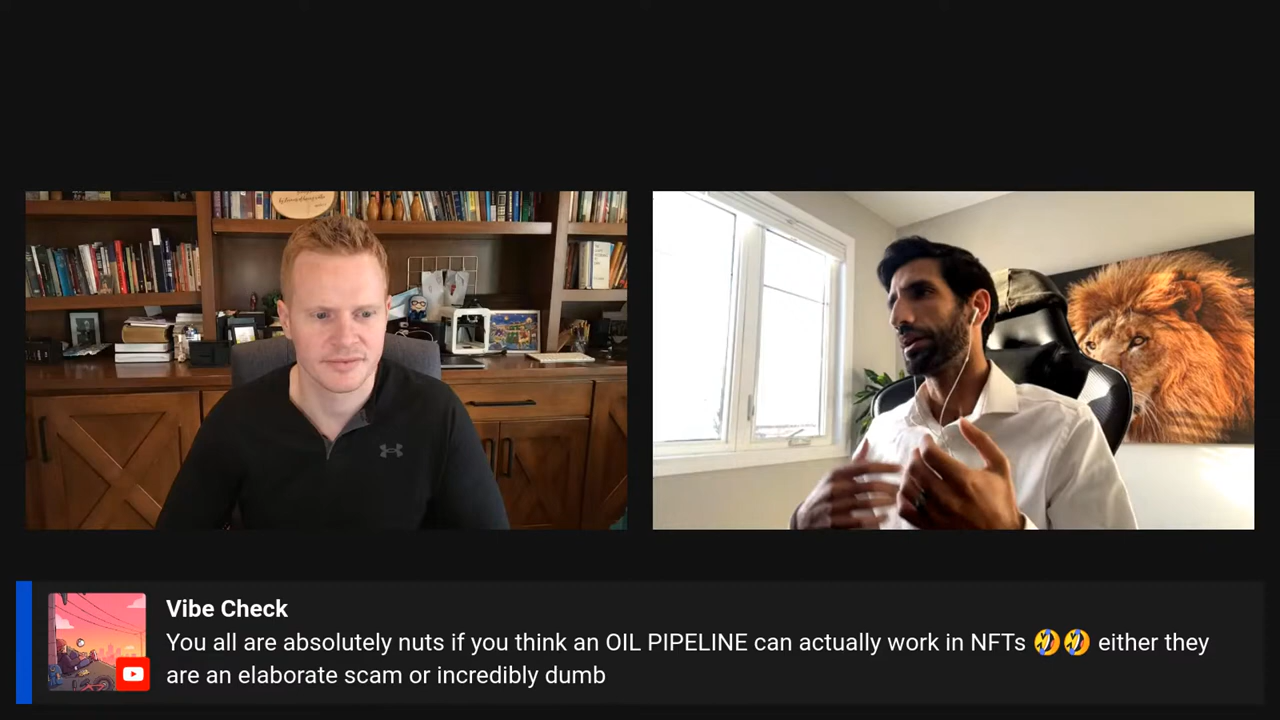 Vibe Check
You all are absolutely nuts if you think an OIL PIPELINE can actually work in NFTs 🤣🤣 either they
are an elaborate scam or incredibly dumb